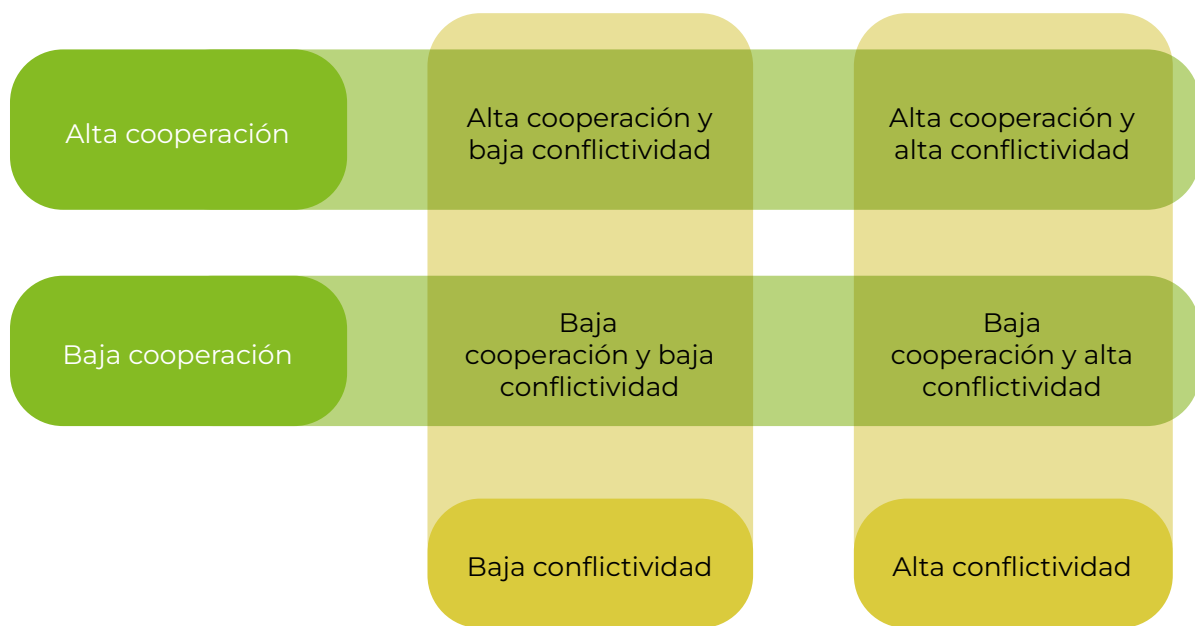 Alta cooperación
Alta cooperación y
baja conflictividad
Alta cooperación y
alta conflictividad
Baja cooperación
Baja
cooperación y baja
conflictividad
Baja
cooperación y alta
conflictividad
Baja conflictividad
Alta conflictividad